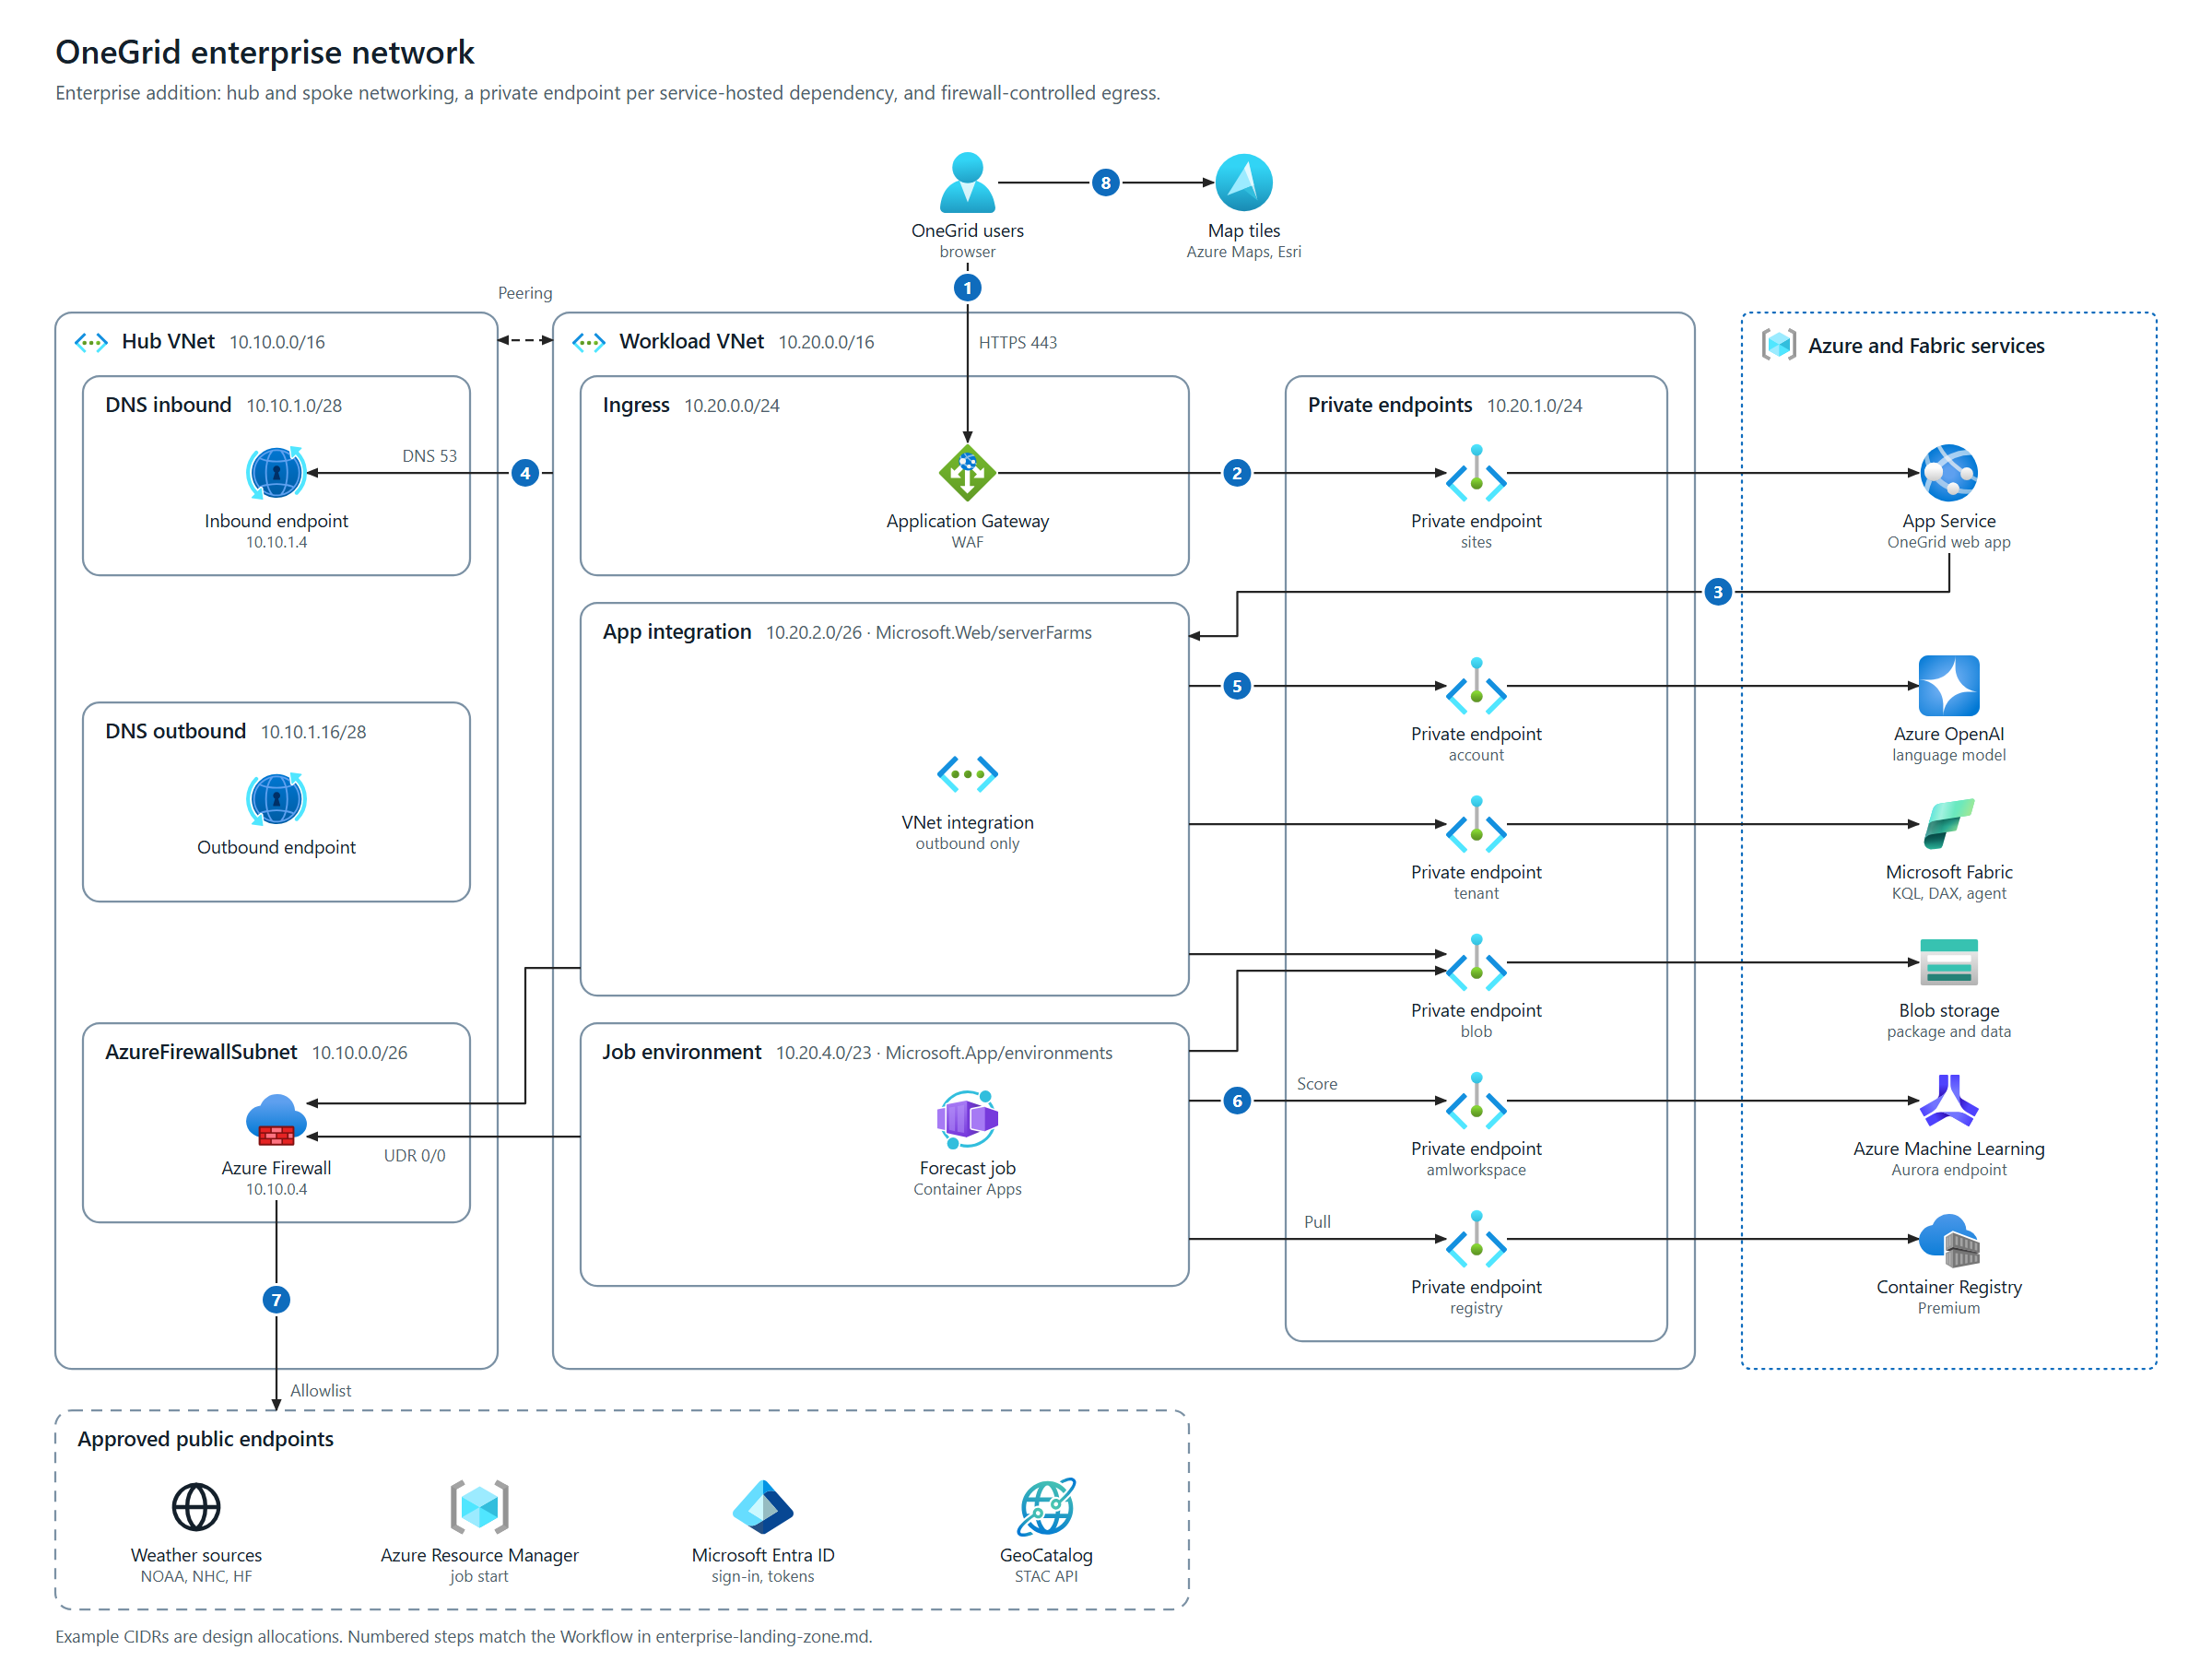 OneGrid enterprise network
Enterprise addition: hub and spoke networking, a private endpoint per service-hosted dependency, and firewall-controlled egress.
8
OneGrid users
browser
Map tiles
Azure Maps, Esri
1
Peering
Hub VNet 10.10.0.0/16
Workload VNet 10.20.0.0/16
HTTPS 443
Azure and Fabric services
DNS inbound 10.10.1.0/28
Ingress 10.20.0.0/24
Private endpoints 10.20.1.0/24
DNS 53
4
2
Inbound endpoint
10.10.1.4
Application Gateway
WAF
Private endpoint
sites
App Service
OneGrid web app
3
App integration 10.20.2.0/26 · Microsoft.Web/serverFarms
5
DNS outbound 10.10.1.16/28
Private endpoint
account
Azure OpenAI
language model
Outbound endpoint
VNet integration
outbound only
Private endpoint
tenant
Microsoft Fabric
KQL, DAX, agent
Private endpoint
blob
Blob storage
package and data
AzureFirewallSubnet 10.10.0.0/26
Job environment 10.20.4.0/23 · Microsoft.App/environments
6
Score
UDR 0/0
Azure Firewall
10.10.0.4
Forecast job
Container Apps
Private endpoint
amlworkspace
Azure Machine Learning
Aurora endpoint
Pull
Private endpoint
registry
Container Registry
Premium
7
Allowlist
Approved public endpoints
Weather sources
NOAA, NHC, HF
Azure Resource Manager
job start
Microsoft Entra ID
sign-in, tokens
GeoCatalog
STAC API
Example CIDRs are design allocations. Numbered steps match the Workflow in enterprise-landing-zone.md.